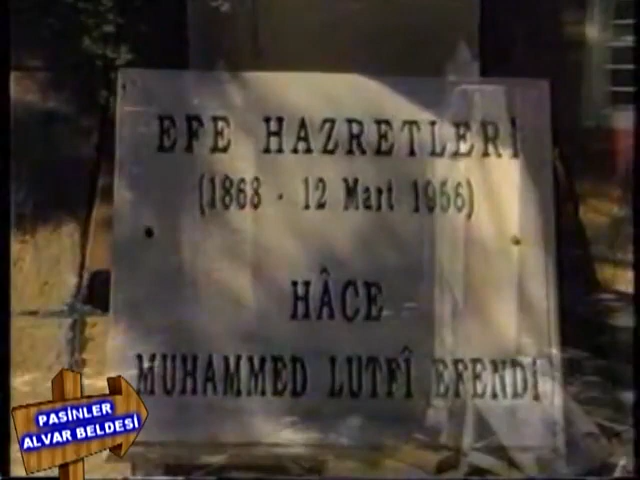 EFE HAZRETLERİ
(1868 - 12 Mart 1956)
HÂCE
MUHAMMED LUTFÎ EFENDİ
PASİNLER
ALVAR BELDESİ